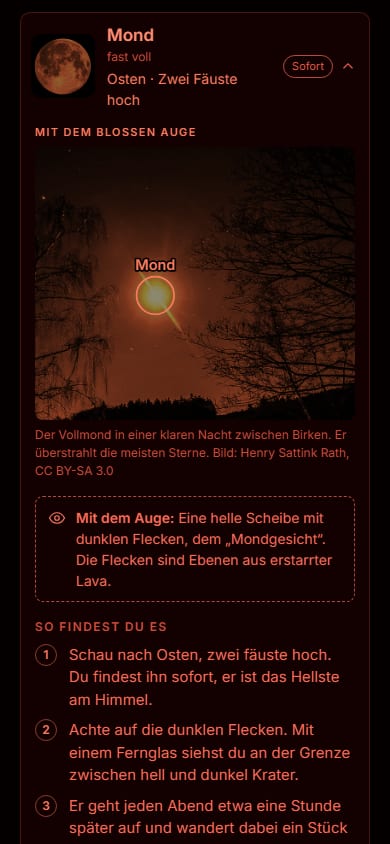 Mond
fast voll
Osten · Zwei Fäuste
hoch
Sofort
MIT DEM BLOSSEN AUGE
Mond
Der Vollmond in einer klaren Nacht zwischen Birken. Er
überstrahlt die meisten Sterne. Bild: Henry Sattink Rath,
CC BY-SA 3.0
Mit dem Auge: Eine helle Scheibe mit
dunklen Flecken, dem „Mondgesicht“.
Die Flecken sind Ebenen aus erstarrter
Lava.
SO FINDEST DU ES
1 Schau nach Osten, zwei fäuste hoch.
Du findest ihn sofort, er ist das Hellste
am Himmel.
2 Achte auf die dunklen Flecken. Mit
einem Fernglas siehst du an der Grenze
zwischen hell und dunkel Krater.
3 Er geht jeden Abend etwa eine Stunde
später auf und wandert dabei ein Stück